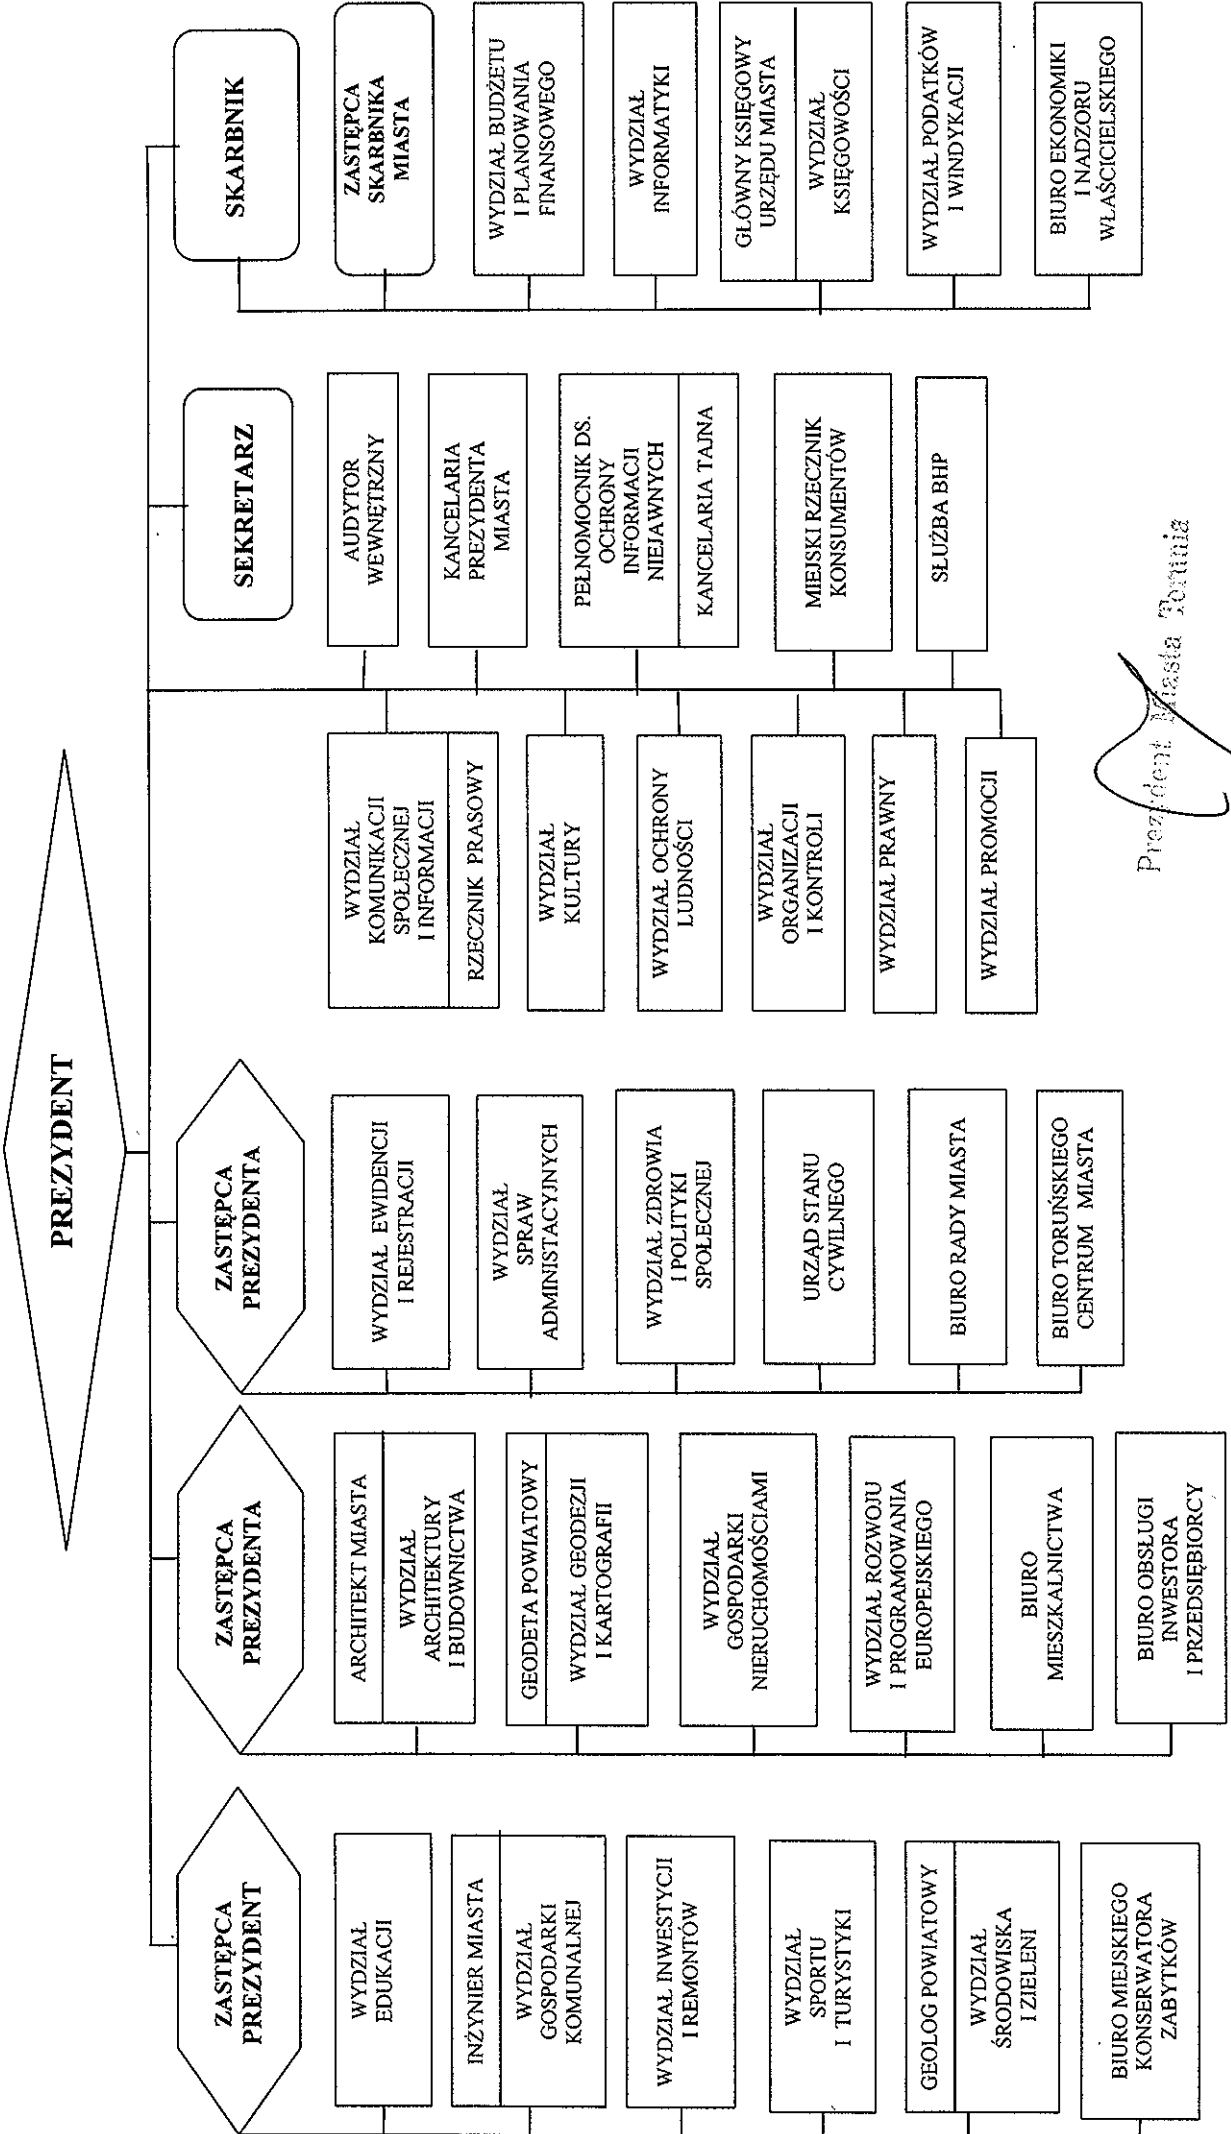 PREZYDENT
ZASTĘPCA
PREZYDENT
WYDZIAŁ
EDUKACJI
INŻYNIER MIASTA
WYDZIAŁ
GOSPODARKI
KOMUNALNEJ
WYDZIAŁ INWESTYCJI
I REMONTÓW
WYDZIAŁ
SPORTU
I TURYSTYKI
GEOLOG POWIATOWY
WYDZIAŁ
ŚRODOWISKA
I ZIELENI
BIURO MIEJSKIEGO
KONSERWATORA
ZABYTKÓW
ZASTĘPCA
PREZYDENTA
ARCHITEKT MIASTA
WYDZIAŁ
ARCHITEKTURY
I BUDOWNICTWA
GEODETA POWIATOWY
WYDZIAŁ GEODEZJI
I KARTOGRAFII
WYDZIAŁ
GOSPODARKI
NIERUCHOMOŚCIAMI
WYDZIAŁ ROZWOJU
I PROGRAMOWANIA
EUROPEJSKIEGO
BIURO
MIESZKALNICTWA
BIURO OBSŁUGI
INWESTORA
I PRZEDSIĘBIORCY
ZASTĘPCA
PREZYDENTA
WYDZIAŁ EWIDENCJI
I REJESTRACJI
WYDZIAŁ
SPRAW
ADMINISTACYJNYCH
WYDZIAŁ ZDROWIA
I POLITYKI
SPOŁECZNEJ
URZĄD STANU
CYWILNEGO
BIURO RADY MIASTA
BIURO TORUŃSKIEGO
CENTRUM MIASTA
WYDZIAŁ
KOMUNIKACJI
SPOŁECZNEJ
I INFORMACJI
RZECZNIK PRASOWY
WYDZIAŁ
KULTURY
WYDZIAŁ OCHRONY
LUDNOŚCI
WYDZIAŁ
ORGANIZACJI
I KONTROLI
WYDZIAŁ PRAWNY
WYDZIAŁ PROMOCJI
SEKRETARZ
AUDYTOR
WEWNĘTRZNY
KANCELARIA
PREZYDENTA
MIASTA
PEŁNOMOCNIK DS.
OCHRONY
INFORMACJI
NIEJAWNYCH
KANCELARIA TAJNA
MIEJSKI RZECZNIK
KONSUMENTÓW
SŁUŻBA BHP
SKARBNIK
ZASTĘPCA
SKARBNIKA
MIASTA
WYDZIAŁ BUDŻETU
I PLANOWANIA
FINANSOWEGO
WYDZIAŁ
INFORMATYKI
GŁÓWNY KSIĘGOWY
URZĘDU MIASTA
WYDZIAŁ
KSIĘGOWOŚCI
WYDZIAŁ PODATKÓW
I WINDYKACJI
BIURO EKONOMIKI
I NADZORU
WŁAŚCICIELSKIEGO
Prezydent Miasta Torunia